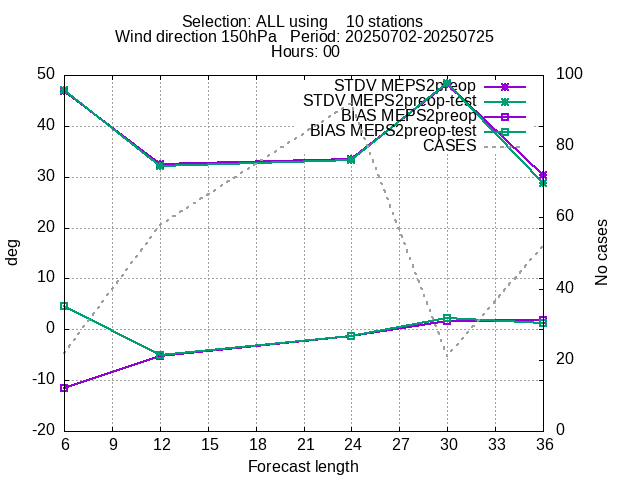 Selection: ALL using    10 stations
Wind direction 150hPa   Period: 20250702-20250725
Hours: 00
STDV MEPS2preop
STDV MEPS2preop-test
BIAS MEPS2preop
BIAS MEPS2preop-test
CASES
50
40
30
20
10
0
-10
-20
deg
100
80
60
40
20
0
No cases
6 9 12 15 18 21 24 27 30 33 36
Forecast length